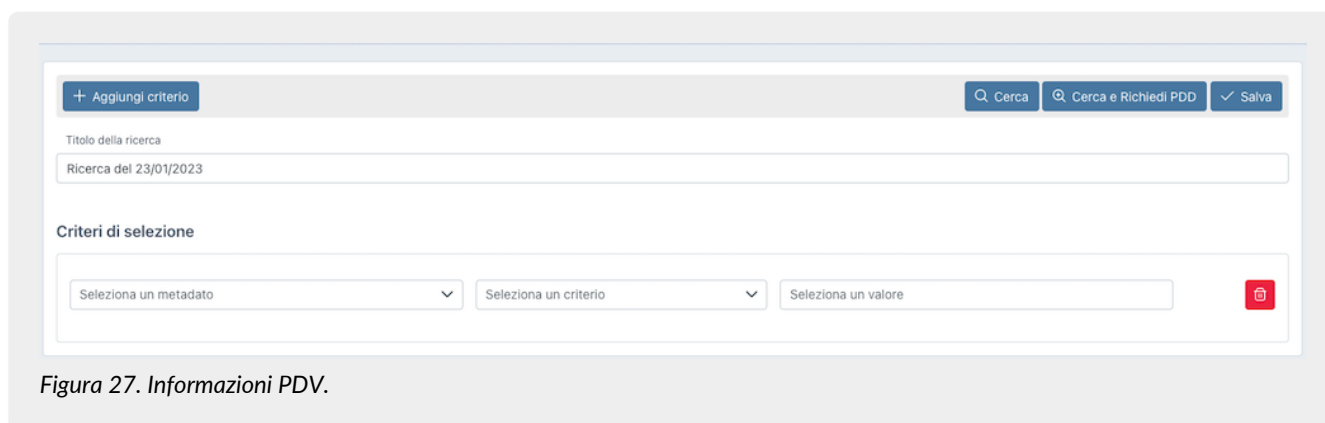 + Aggiungi criterio Cerca Cerca e Richiedi PDD Salva
Titolo della ricerca
Ricerca del 23/01/2023
Criteri di selezione
Seleziona un metadato Seleziona un criterio Seleziona un valore
Figura 27. Informazioni PDV.